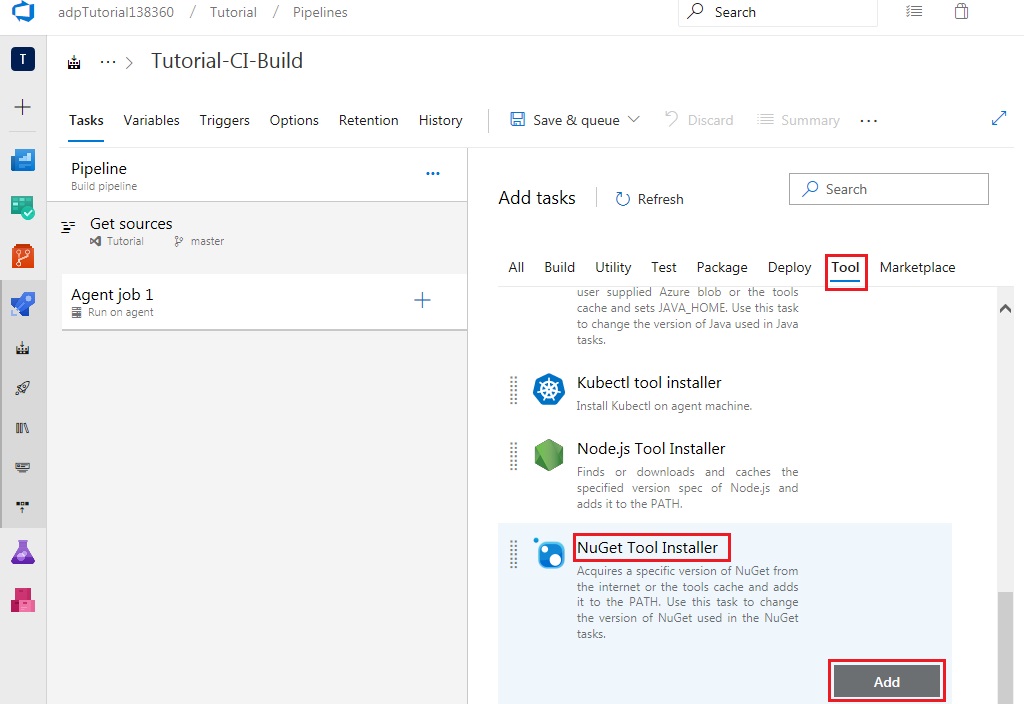 adpTutorial138360 / Tutorial / Pipelines
Search
T
... > Tutorial-CI-Build
Tasks Variables Triggers Options Retention History
Save & queue Discard Summary ...
Pipeline
Build pipeline
...
Get sources
Tutorial master
Agent job 1
Run on agent
+
Add tasks Refresh
Search
All Build Utility Test Package Deploy Tool Marketplace
user supplied Azure blob or the tools
cache and sets JAVA_HOME. Use this task
to change the version of Java used in Java
tasks.
Kubectl tool installer
Install Kubectl on agent machine.
Node.js Tool Installer
Finds or downloads and caches the
specified version spec of Node.js and
adds it to the PATH.
NuGet Tool Installer
Acquires a specific version of NuGet from
the internet or the tools cache and adds
it to the PATH. Use this task to change
the version of NuGet used in the NuGet
tasks.
Add